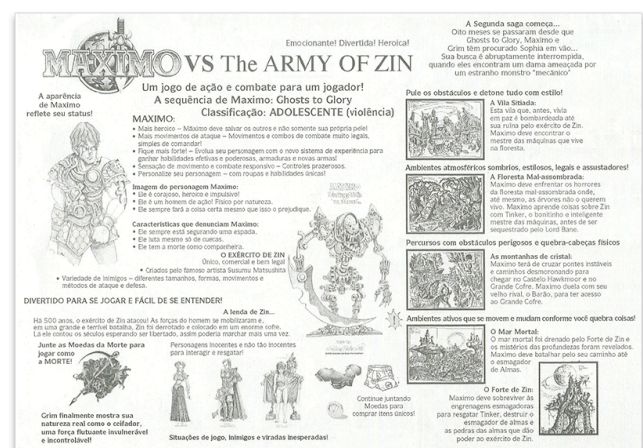 MAXIMO VS The ARMY OF ZIN
Emocionante! Divertida! Heroica!
Um jogo de ação e combate para um jogador!
A sequência de Maximo: Ghosts to Glory
Classificação: ADOLESCENTE (violência)
A aparência
de Maximo
reflete seu status!
MAXIMO:
• Mais heroico – Máximo deve salvar os outros e não somente sua própria pele!
• Mais movimentos de ataque – Movimentos e combos de combate muito legais,
simples de comandar!
• Fique mais forte! – Evolua seu personagem com o novo sistema de experiência para
ganhar habilidades efetivas e poderosas, armaduras e novas armas!
• Sensação de movimento e combate responsivo – Controles prazerosos.
• Personalize seu personagem – com roupas e habilidades únicas!
Imagem do personagem Maximo:
• Ele é corajoso, heroico e impulsivo!
• Ele é um homem de ação! Físico por natureza.
• Ele sempre fará a coisa certa mesmo que isso o prejudique.
Características que denunciam Maximo:
• Ele sempre está segurando uma espada.
• Ele luta mesmo só de cuecas.
• Ele tem a morte como companheira.
O EXÉRCITO DE ZIN
Único, comercial e bem legal
• Criados pelo famoso artista Susumu Matsushita
• Variedade de inimigos – diferentes tamanhos, formas, movimentos e
métodos de ataque e defesa.
DIVERTIDO PARA SE JOGAR E FÁCIL DE SE ENTENDER!
A lenda de Zin...
Há 500 anos, o exército de Zin atacou! As forças do homem se mobilizaram e,
em uma grande e terrível batalha, Zin foi derrotado e colocado em um enorme cofre.
Lá ele contou os séculos esperando ser libertado, assim poderia marchar mais uma vez.
Junte as Moedas da Morte para
jogar como
a MORTE!
Grim finalmente mostra sua
natureza real como o ceifador,
uma força flutuante invulnerável
e incontrolável!
Personagens inocentes e não tão inocentes
para interagir e resgatar!
Situações de jogo, inimigos e viradas inesperadas!
Continue juntando
Moedas para
comprar itens únicos!
A Segunda saga começa...
Oito meses se passaram desde que
Ghosts to Glory, Maximo e
Grim têm procurado Sophia em vão...
Sua busca é abruptamente interrompida,
quando eles encontram um dama ameaçada por
um estranho monstro "mecânico"
Pule os obstáculos e detone tudo com estilo!
A Vila Sitiada:
Esta vila que, antes, vivia
em paz é bombardeada até
sua ruína pelo exército de Zin.
Maximo deve encontrar o
mestre das máquinas que vive
na floresta.
Ambientes atmosféricos sombrios, estilosos, legais e assustadores!
A Floresta Mal-assombrada:
Maximo deve enfrentar os horrores
da floresta mal-assombrada onde,
até mesmo, as árvores não o querem
vivo. Maximo aprende coisas sobre Zin
com Tinker, o bonitinho e inteligente
mestre das máquinas, antes de ser
sequestrado pelo Lord Bane.
Percursos com obstáculos perigosos e quebra-cabeças físicos
As montanhas de cristal:
Maximo terá de cruzar pontes instáveis
e caminhos desmoronando para
chegar no Castelo Hawkmoor e no
Grande Cofre. Maximo duela com seu
velho rival, o Barão, para ter acesso
ao Grande Cofre.
Ambientes ativos que se movem e mudam conforme você quebra coisas!
O Mar Mortal:
O mar mortal foi drenado pelo Forte de Zin e
os mistérios das profundezas foram revelados.
Maximo deve batalhar pelo seu caminho até
o esmagador
de Almas.
O Forte de Zin:
Maximo deve sobreviver às
engrenagens esmagadoras
para resgatar Tinker, destruir o
esmagador de almas e
as pedras das almas que dão
poder ao exército de Zin.